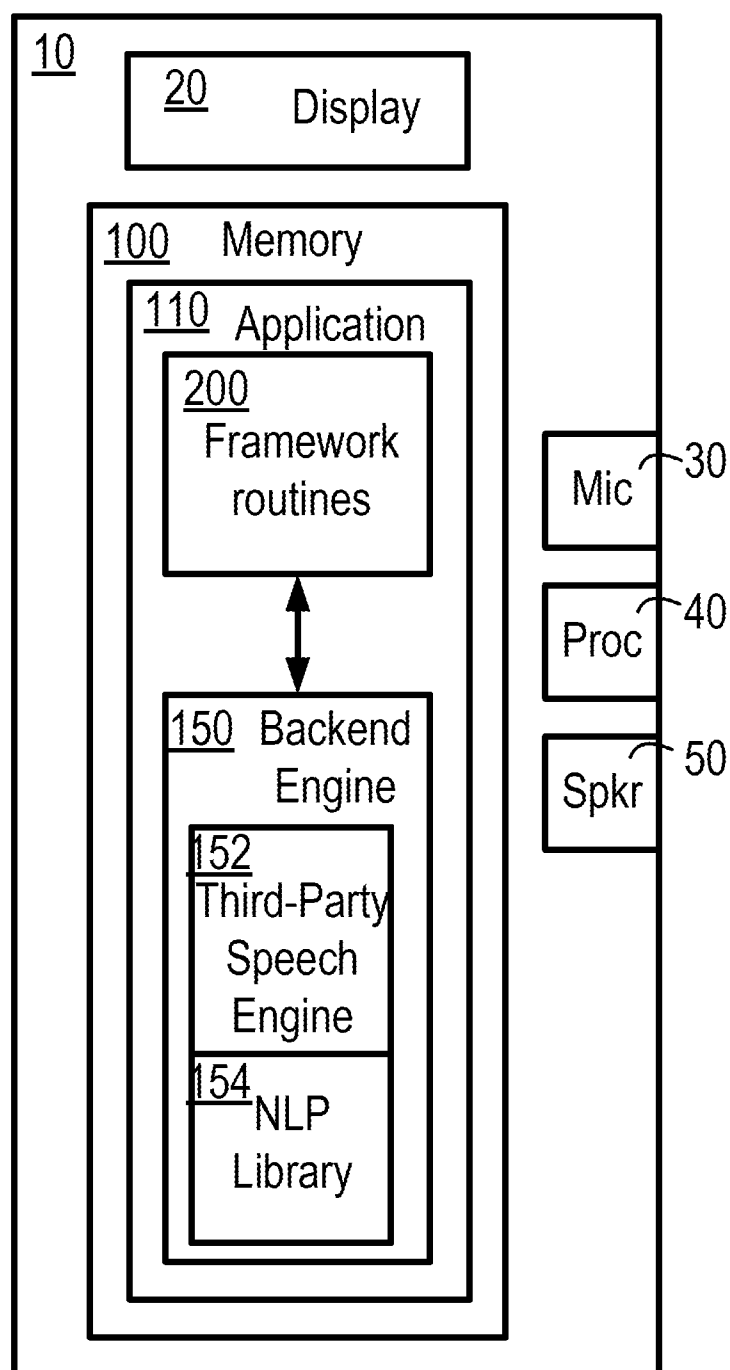 10
20 Display
100 Memory
110 Application
200
Framework
routines
Mic 30
Proc 40
Spkr 50
150 Backend
Engine
152
Third-Party
Speech
Engine
154
NLP
Library